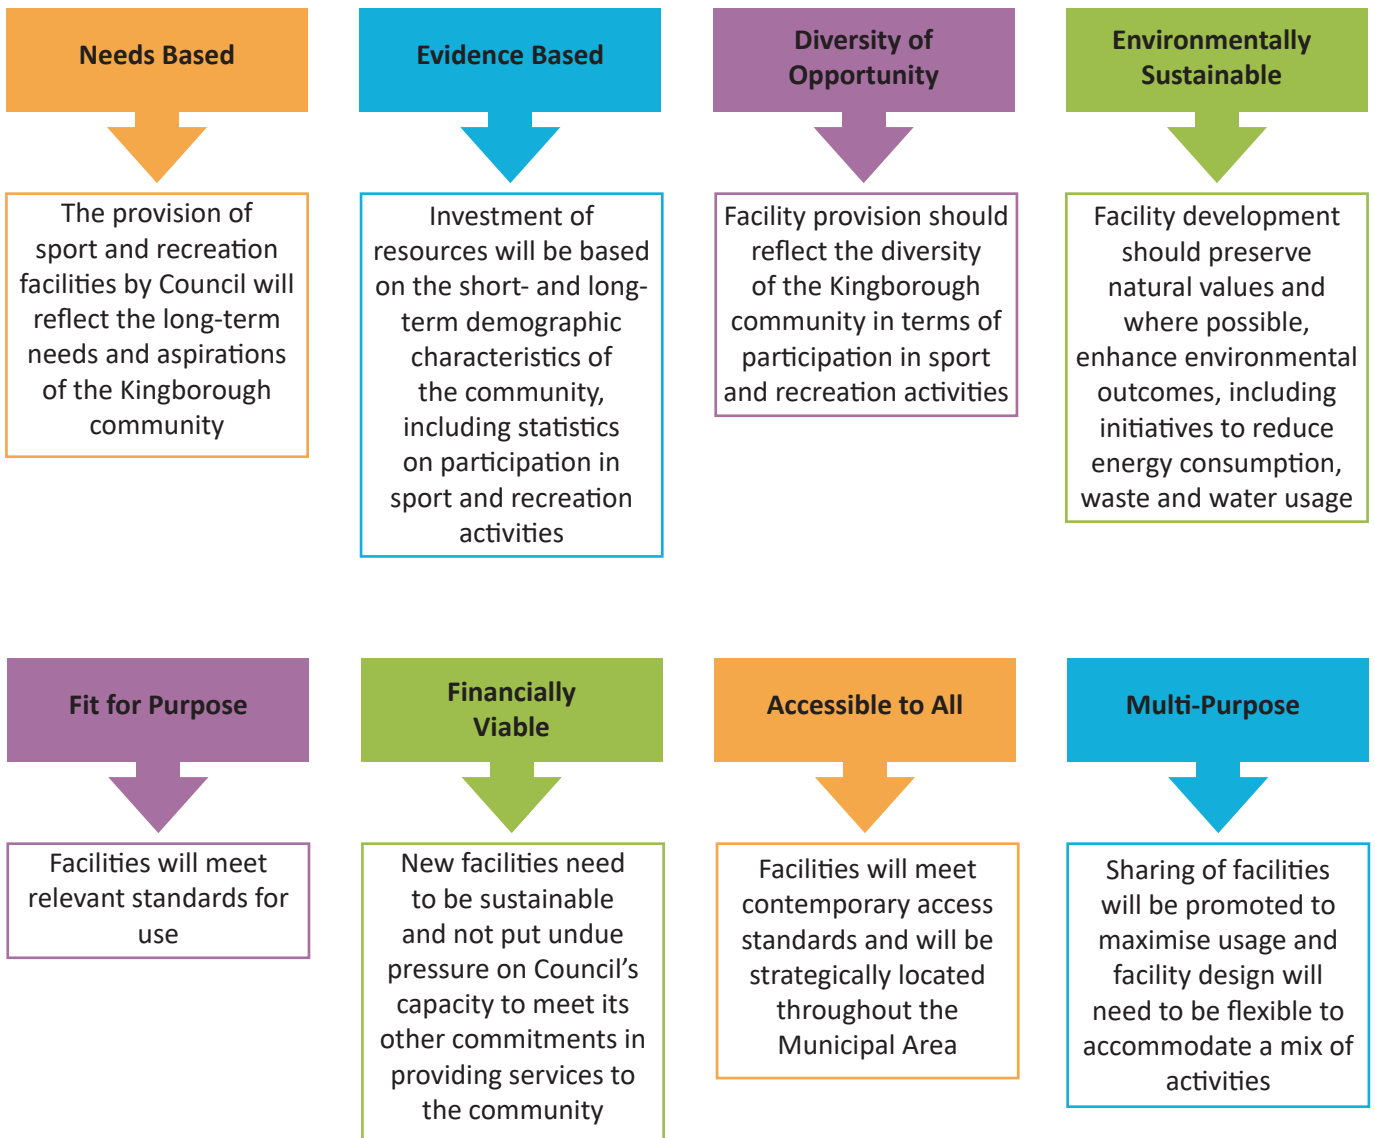 Needs Based
The provision of
sport and recreation
facilities by Council will
reflect the long-term
needs and aspirations
of the Kingborough
community
Evidence Based
Investment of
resources will be based
on the short- and long-
term demographic
characteristics of
the community,
including statistics
on participation in
sport and recreation
activities
Diversity of
Opportunity
Facility provision should
reflect the diversity
of the Kingborough
community in terms of
participation in sport
and recreation activities
Environmentally
Sustainable
Facility development
should preserve
natural values and
where possible,
enhance environmental
outcomes, including
initiatives to reduce
energy consumption,
waste and water usage
Fit for Purpose
Facilities will meet
relevant standards for
use
Financially
Viable
New facilities need
to be sustainable
and not put undue
pressure on Council’s
capacity to meet its
other commitments in
providing services to
the community
Accessible to All
Facilities will meet
contemporary access
standards and will be
strategically located
throughout the
Municipal Area
Multi-Purpose
Sharing of facilities
will be promoted to
maximise usage and
facility design will
need to be flexible to
accommodate a mix of
activities